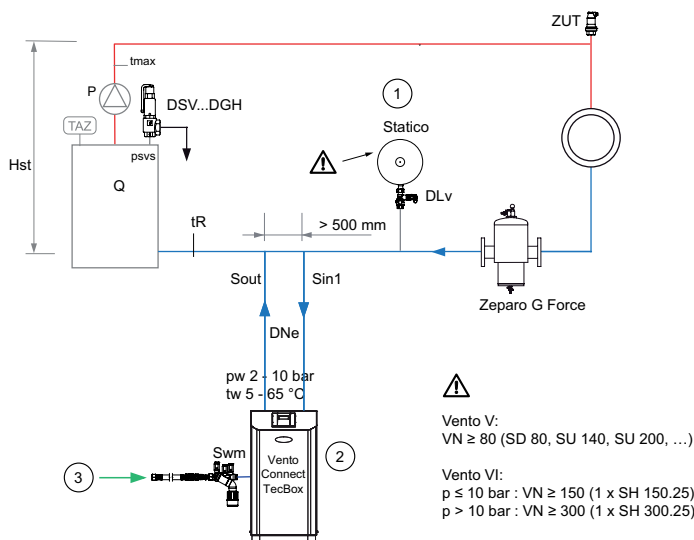 ZUT
tmax
P
DSV...DGH
1
TAZ
Statico
psvs
Hst
Q
DLv
tR
> 500 mm
Sout
Sin1
Zeparo G Force
DNe
pw 2 - 10 bar
tw 5 - 65 °C
Vento V:
VN ≥ 80 (SD 80, SU 140, SU 200, …)
Swm
2
Vento
Connect
TecBox
3
Vento VI:
p ≤ 10 bar : VN ≥ 150 (1 x SH 150.25)
p > 10 bar : VN ≥ 300 (1 x SH 300.25)